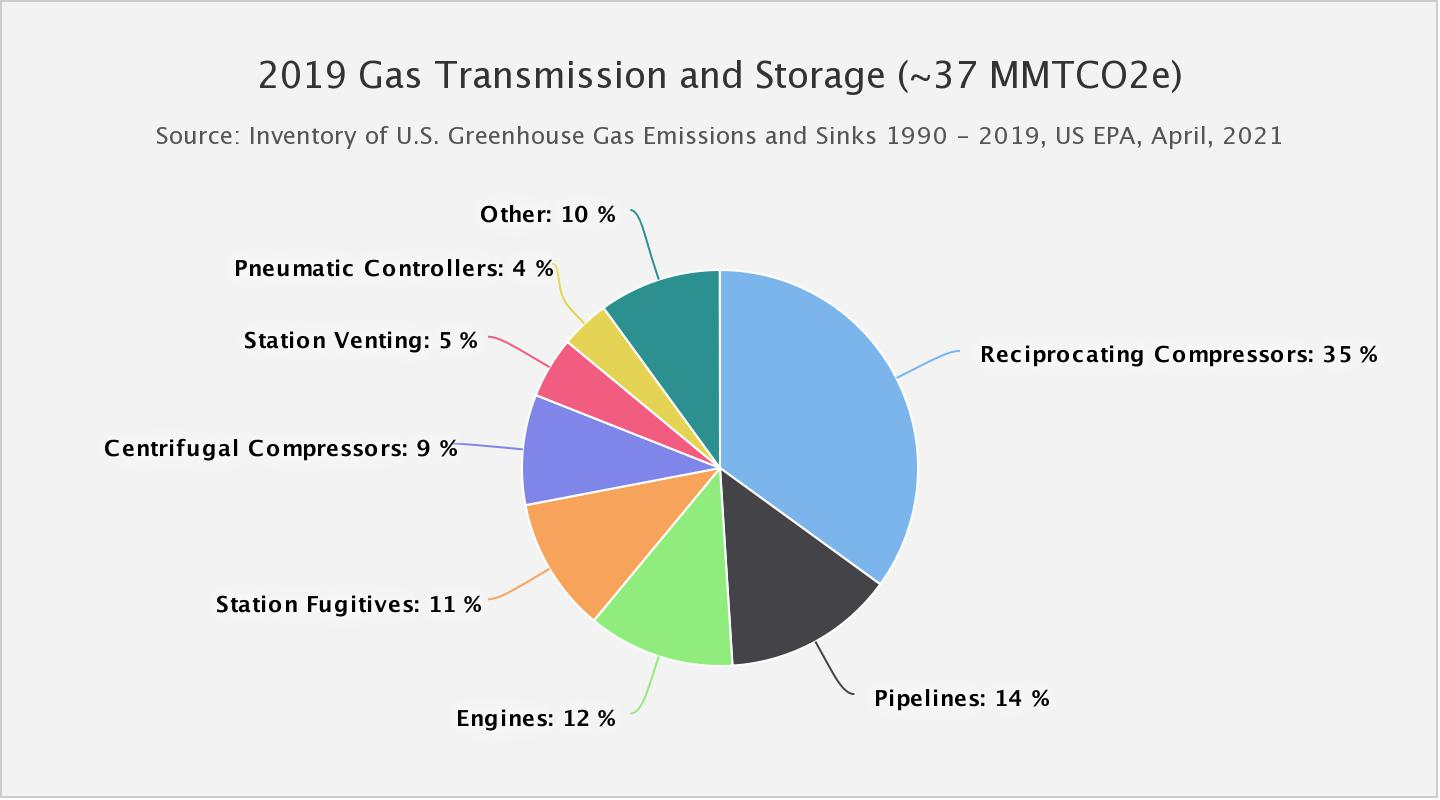 2019 Gas Transmission and Storage (~37 MMTCO2e)
Source: Inventory of U.S. Greenhouse Gas Emissions and Sinks 1990 – 2019, US EPA, April, 2021
Other: 10 %
Pneumatic Controllers: 4 %
Station Venting: 5 %
Reciprocating Compressors: 35 %
Centrifugal Compressors: 9 %
Station Fugitives: 11 %
Pipelines: 14 %
Engines: 12 %